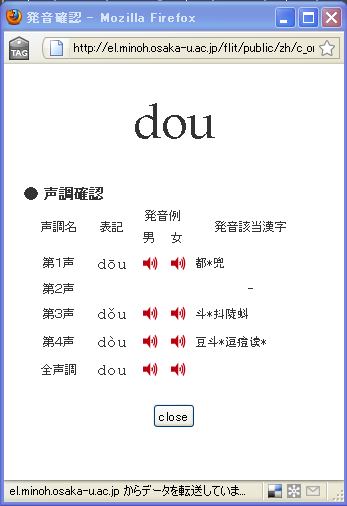 発音確認 - Mozilla Firefox
TAG http://el.minoh.osaka-u.ac.jp/flit/public/zh/c_o
dou
● 声調確認
声調名 表記 発音例 発音該当漢字
男 女
第1声 dōu 都*兜
第2声 -
第3声 dǒu 斗*抖陡蚪
第4声 dòu 豆斗*逗痘读*
全声調 dou
close
el.minoh.osaka-u.ac.jp からデータを転送していま...